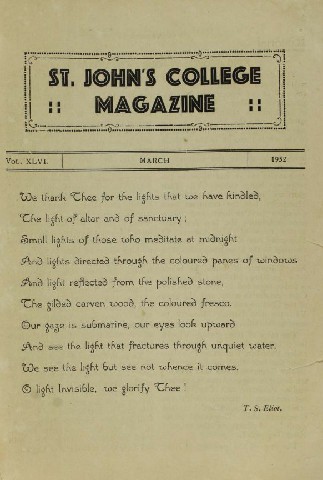 ST. JOHN'S COLLEGE
MAGAZINE
VOL. XLVI. MARCH 1952
We thank Thee for the lights that we have kindled,
The light of altar and of sanctuary;
Small lights of those who meditate at midnight
And lights directed through the coloured panes of windows
And light reflected from the polished stone,
The gilded carven wood, the coloured fresco.
Our gaze is submarine, our eyes look upward
And see the light that fractures through unquiet water.
We see the light but see not whence it comes.
O light Invisible, we glorify Thee!
T. S. Eliot.